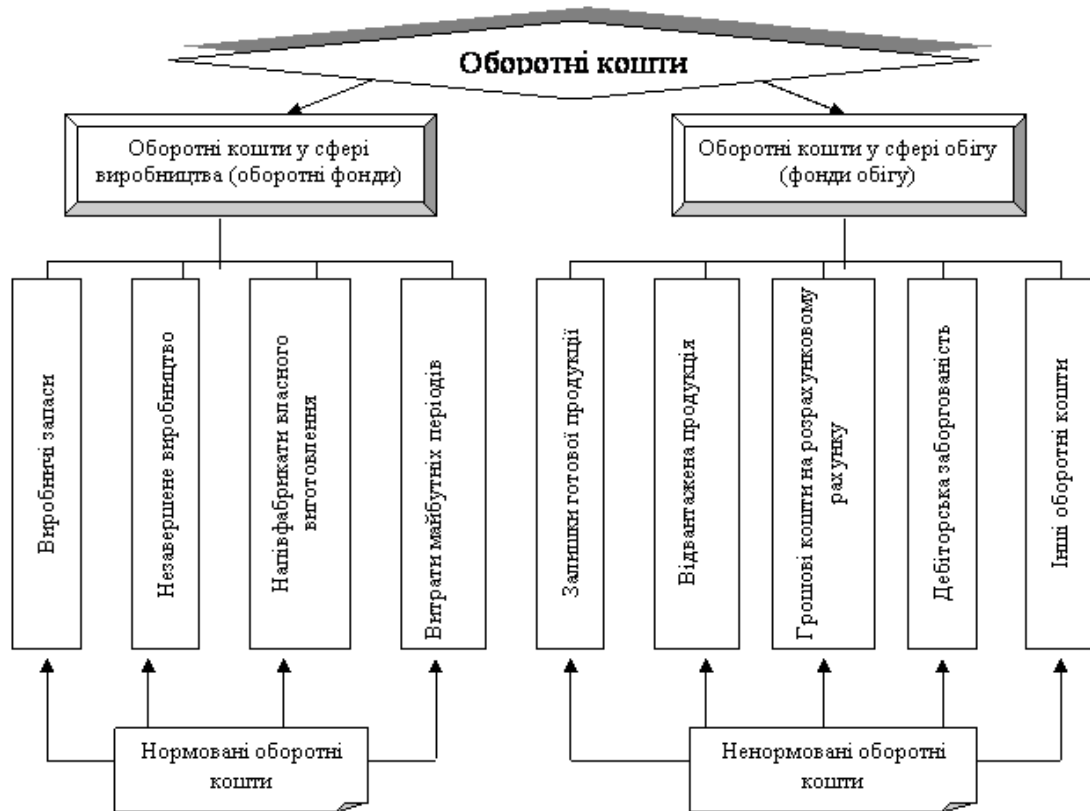 Оборотні кошти
Оборотні кошти у сфері
виробництва (оборотні фонди)
Оборотні кошти у сфері обігу
(фонди обігу)
Виробничі запаси
Незавершене виробництво
Напівфабрикати власного
виготовлення
Витрати майбутніх періодів
Залишки готової продукції
Відвантажена продукція
Грошові кошти на розрахунковому
рахунку
Дебіторська заборгованість
Інші оборотні кошти
Нормовані оборотні
кошти
Ненормовані оборотні
кошти